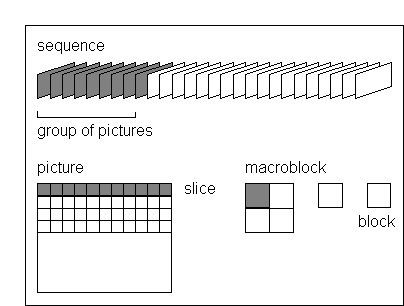 sequence
group of pictures
picture
slice
macroblock
block